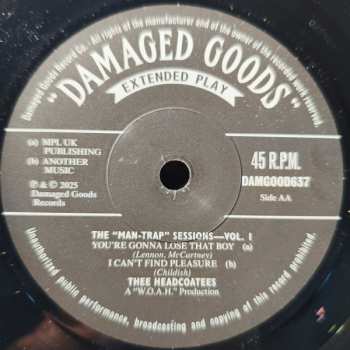 All rights of the manufacturer and of the owner of the recorded work reserved.
Damaged Goods Record Co.
"DAMAGED GOODS"
EXTENDED PLAY
(a) MPL UK
PUBLISHING
(b) ANOTHER
MUSIC
℗ & © 2025
Damaged Goods
Records
45 R.P.M.
DAMGOOD637
Side AA
THE "MAN-TRAP" SESSIONS—VOL. 1
YOU'RE GONNA LOSE THAT BOY (a)
(Lennon, McCartney)
I CAN'T FIND PLEASURE (b)
(Childish)
THEE HEADCOATEES
A "W.O.A.H." Production
Unauthorised public performance, broadcasting and copying of this record prohibited.